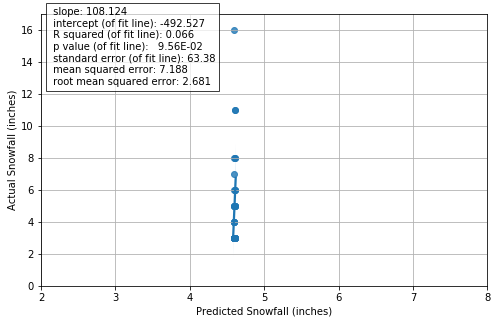 slope: 108.124
intercept (of fit line): -492.527
R squared (of fit line): 0.066
p value (of fit line): 9.56E-02
standard error (of fit line): 63.38
mean squared error: 7.188
root mean squared error: 2.681
16
14
12
10
8
6
4
2
0
Actual Snowfall (inches)
2 3 4 5 6 7 8
Predicted Snowfall (inches)